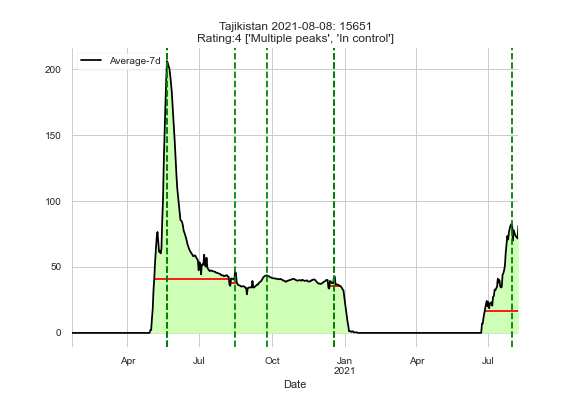 Tajikistan 2021-08-08: 15651
Rating:4 ['Multiple peaks', 'In control']
Average-7d
200
150
100
50
0
Apr
Jul
Oct
Jan
2021
Apr
Jul
Date